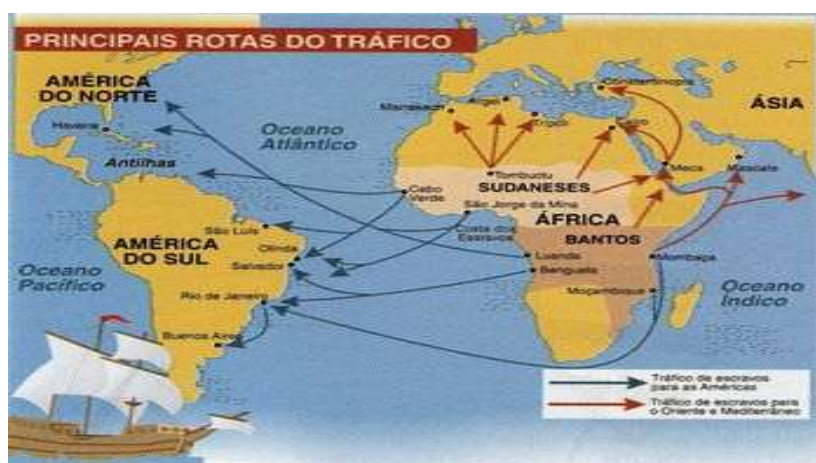 PRINCIPAIS ROTAS DO TRÁFICO
AMÉRICA
DO NORTE
Havana
Antilhas
Oceano
Atlântico
Marrakech
Argel
Trípoli
Constantinopla
Cairo
ÁSIA
Meca
Mascate
Tombuctu
SUDANESES
Cabo
Verde
São Jorge da Mina
ÁFRICA
Costa dos
Escravos
BANTOS
São Luís
AMÉRICA
DO SUL
Olinda
Salvador
Luanda
Benguela
Mombaça
Oceano
Pacífico
Rio de Janeiro
Moçambique
Oceano
Índico
Buenos Aires
Tráfico de escravos
para as Américas
Tráfico de escravos para
o Oriente e Mediterrâneo